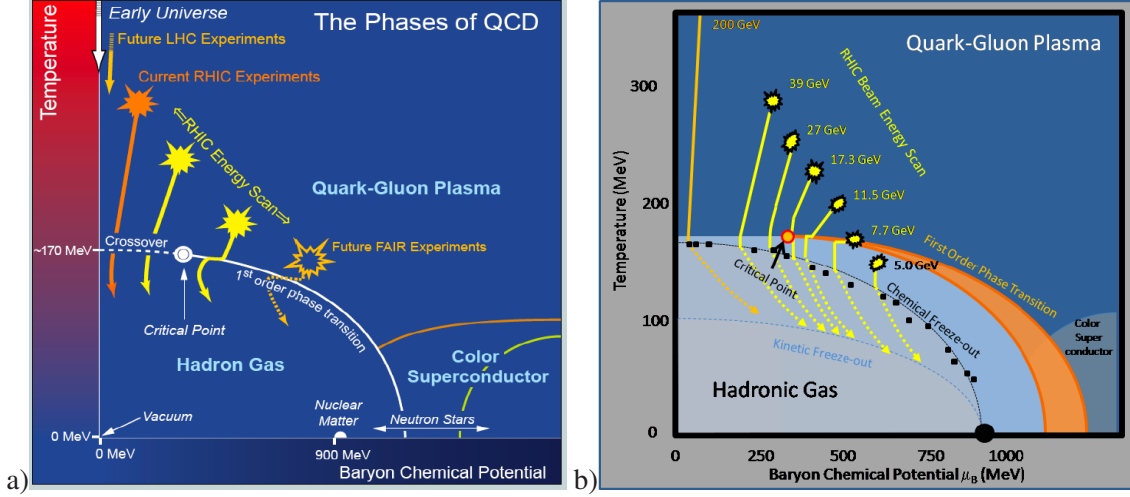 Early Universe
The Phases of QCD
Temperature
Future LHC Experiments
Current RHIC Experiments
⇐RHIC Energy Scan⇒
Quark-Gluon Plasma
~170 MeV
Crossover
Future FAIR Experiments
1st order phase transition
Critical Point
Hadron Gas
Color
Superconductor
Vacuum
Nuclear
Matter
Neutron Stars
0 MeV
0 MeV
900 MeV
Baryon Chemical Potential
a)
200 GeV
Quark-Gluon Plasma
RHIC Beam Energy Scan
39 GeV
27 GeV
17.3 GeV
11.5 GeV
7.7 GeV
5.0 GeV
300
200
100
0
Temperature (MeV)
Critical Point
First Order Phase Transition
Chemical Freeze-out
Kinetic Freeze-out
Color
Super
conductor
Hadronic Gas
0
250
500
750
1000
Baryon Chemical Potential μB (MeV)
b)